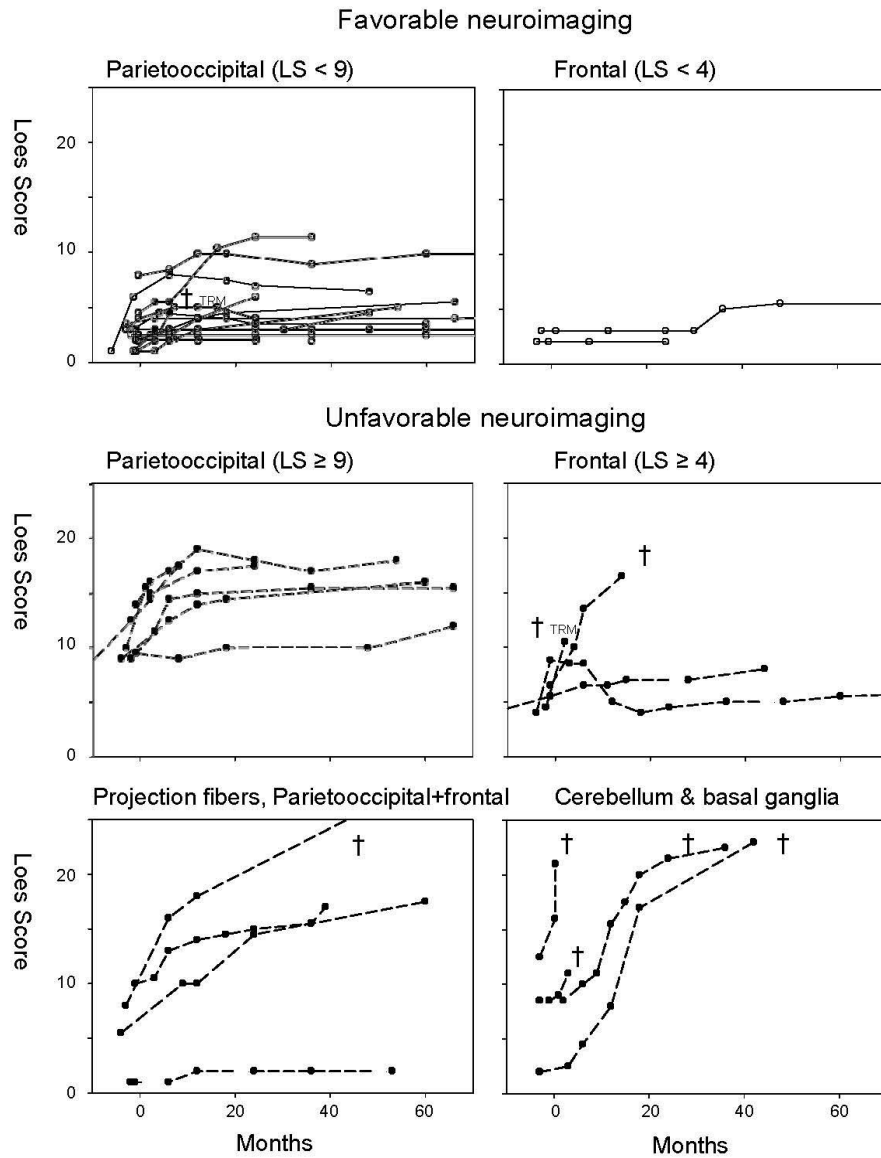 Favorable neuroimaging
Parietooccipital (LS < 9)
Frontal (LS < 4)
Loes Score
20
10
0
† TRM
Unfavorable neuroimaging
Parietooccipital (LS ≥ 9)
Frontal (LS ≥ 4)
Loes Score
20
10
0
†
† TRM
Projection fibers, Parietooccipital+frontal
Cerebellum & basal ganglia
Loes Score
20
10
0
†
† † †
†
0 20 40 60
0 20 40 60
Months
Months